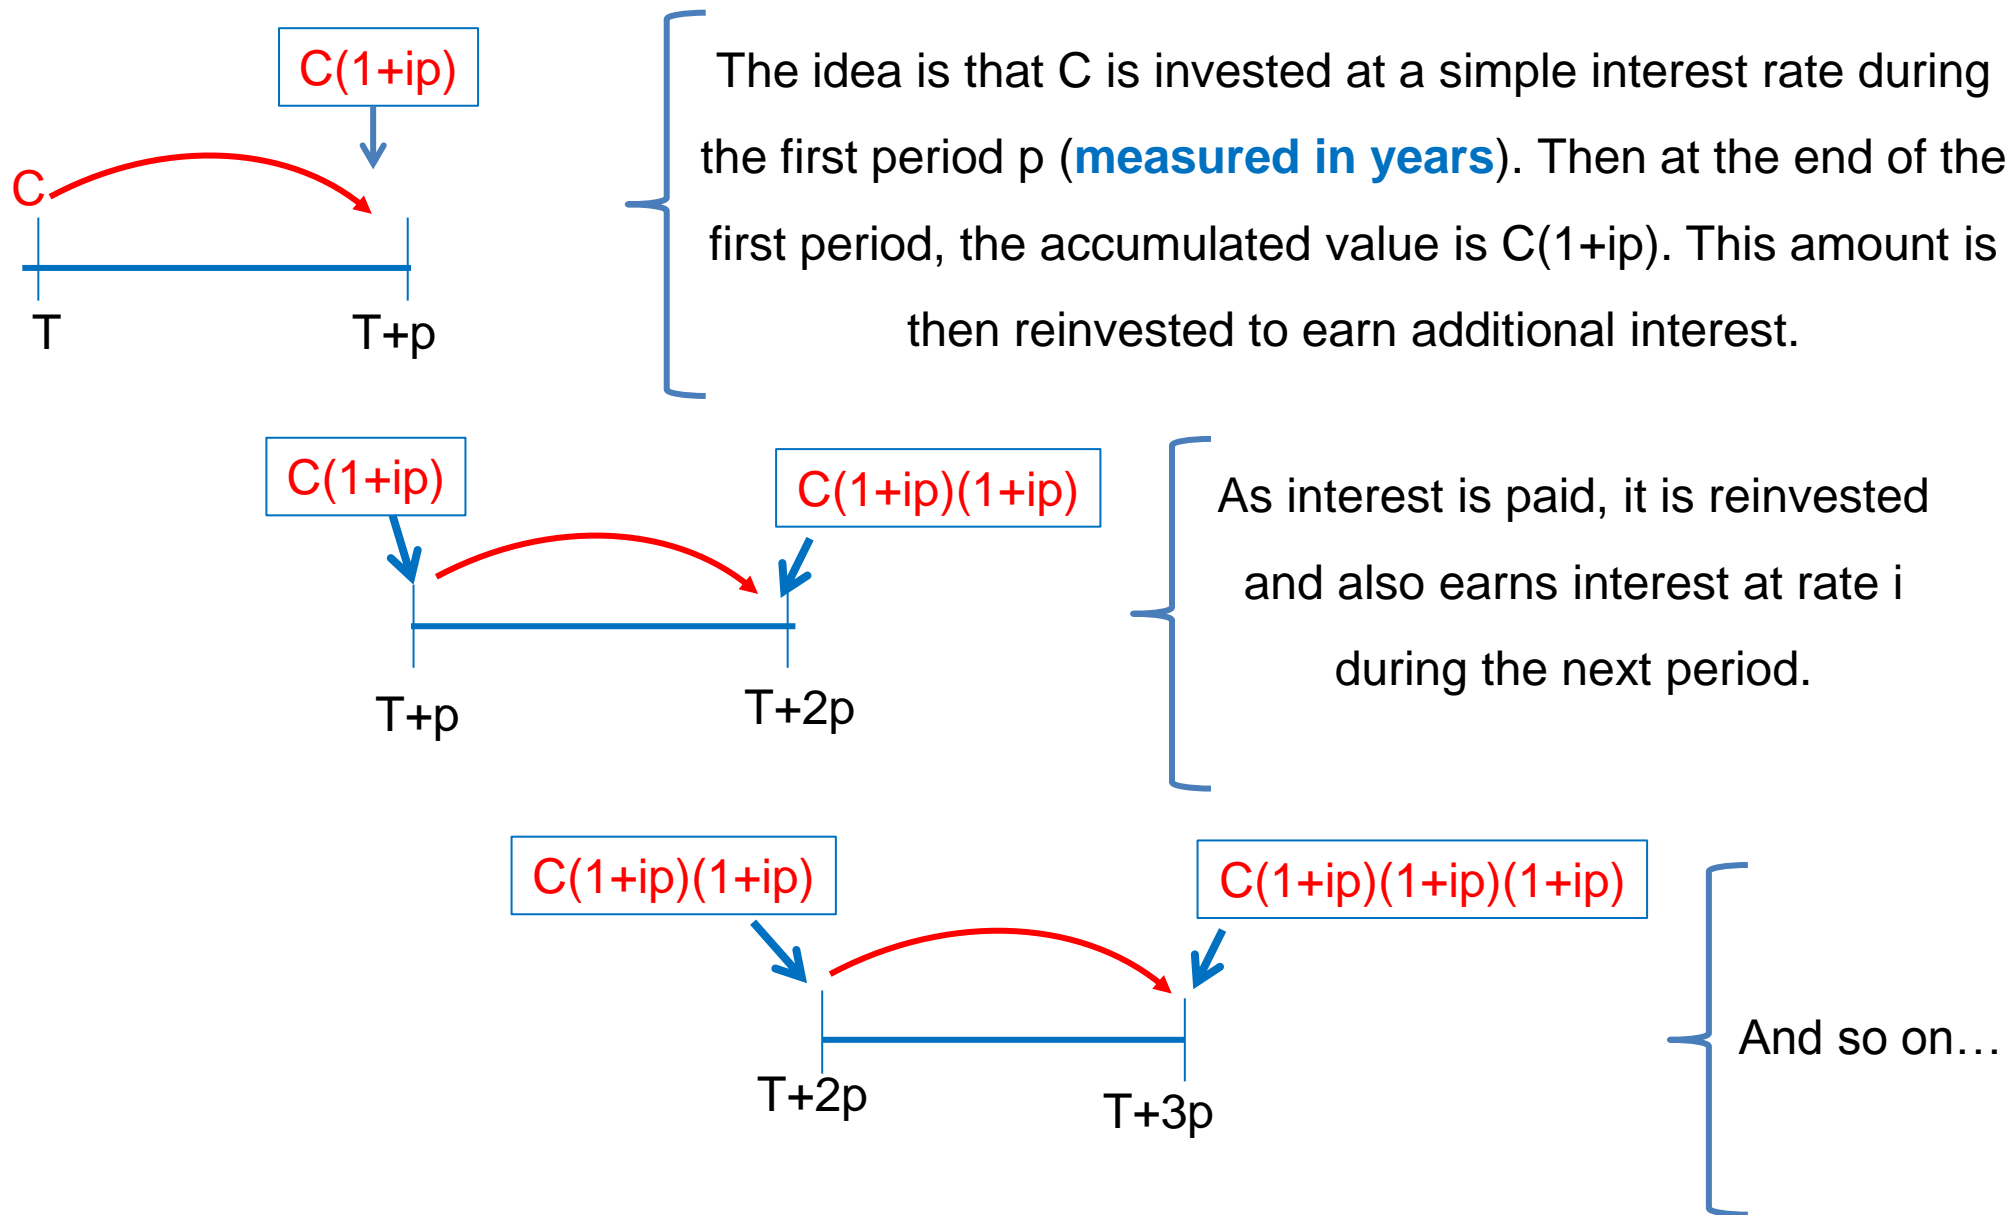 C(1+ip)
C
T
T+p
The idea is that C is invested at a simple interest rate during
the first period p (measured in years). Then at the end of the
first period, the accumulated value is C(1+ip). This amount is
then reinvested to earn additional interest.
C(1+ip)
C(1+ip)(1+ip)
T+p
T+2p
As interest is paid, it is reinvested
and also earns interest at rate i
during the next period.
C(1+ip)(1+ip)
C(1+ip)(1+ip)(1+ip)
T+2p
T+3p
And so on…